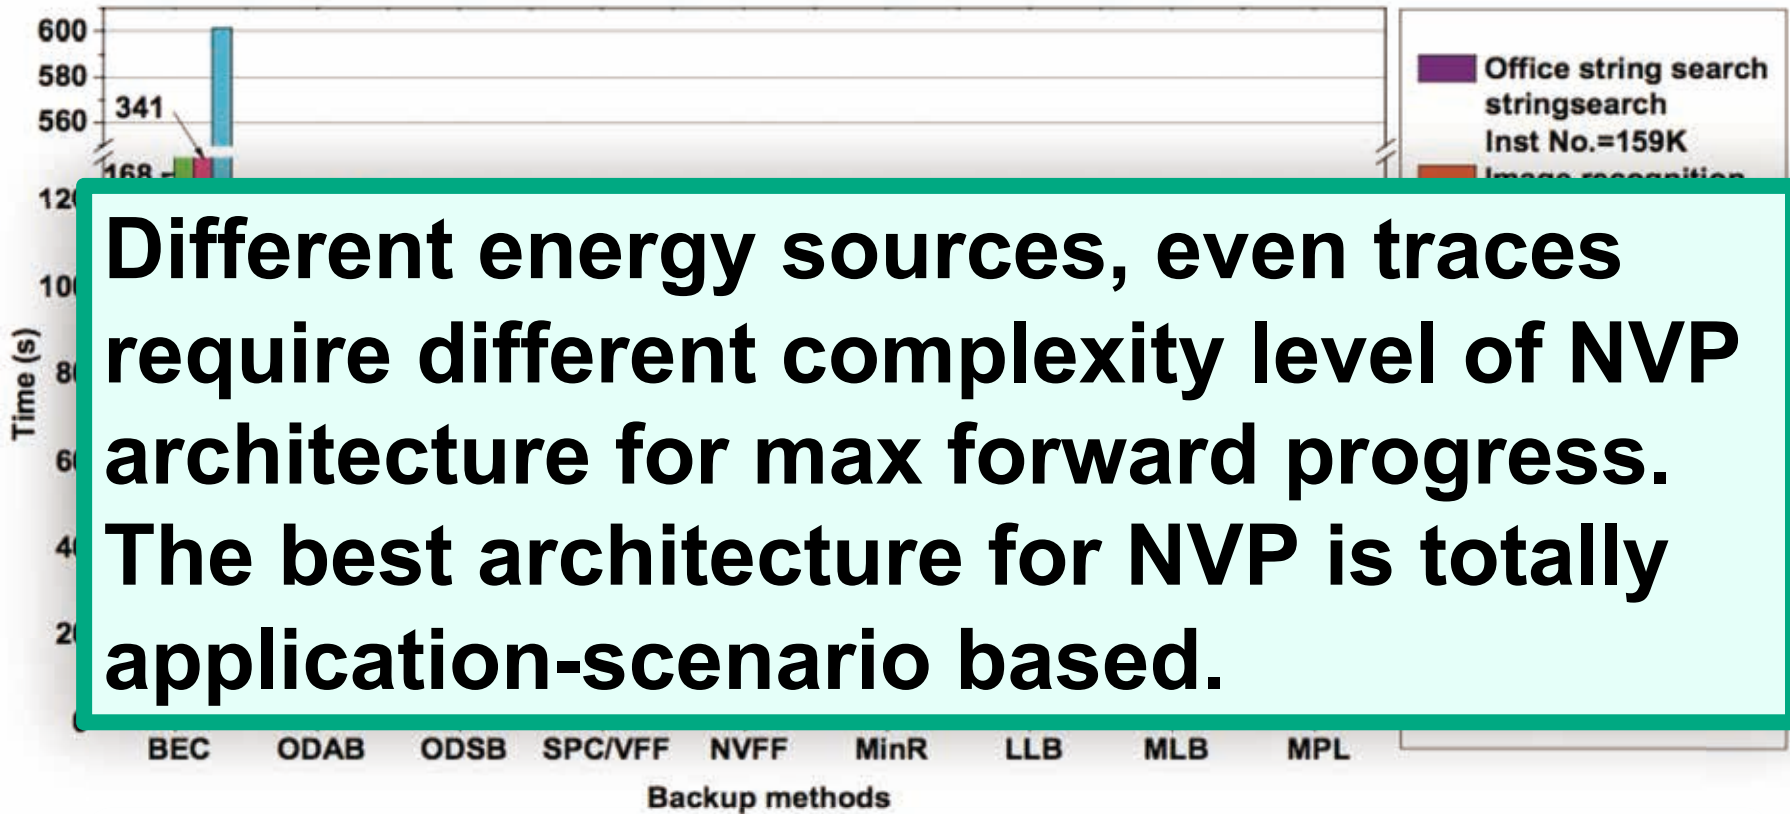 600
580
560
341
168
Office string search
stringsearch
Inst No.=159K
Image recognition
Time (s)
Different energy sources, even traces
require different complexity level of NVP
architecture for max forward progress.
The best architecture for NVP is totally
application-scenario based.
BEC ODAB ODSB SPC/VFF NVFF MinR LLB MLB MPL
Backup methods